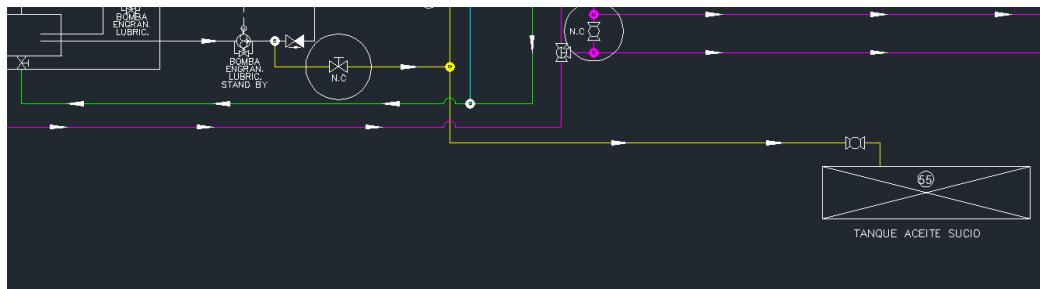 BOMBA
ENGRAN.
LUBRIC.
BOMBA
ENGRAN.
LUBRIC.
STAND BY
N.C
N.C
55
TANQUE ACEITE SUCIO